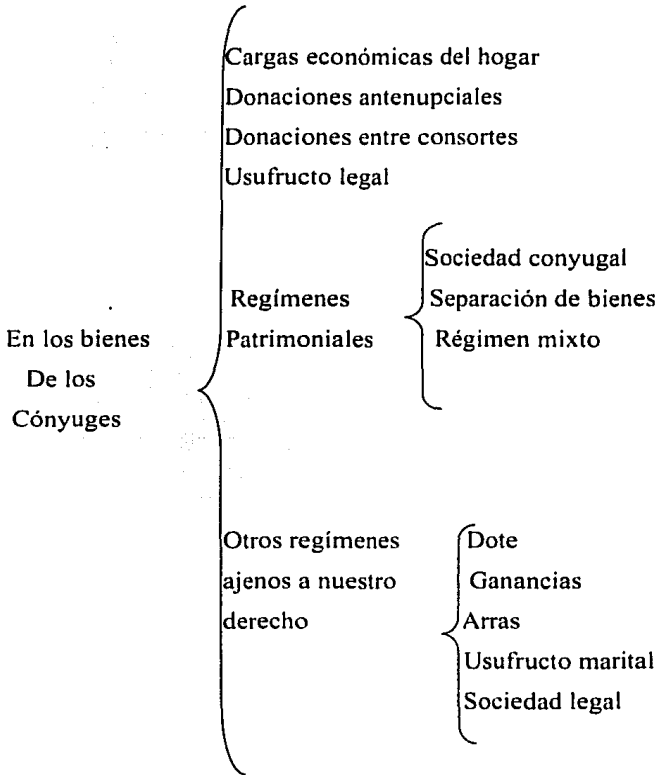 Cargas económicas del hogar
Donaciones antenupciales
Donaciones entre consortes
Usufructo legal
Sociedad conyugal
Regímenes Separación de bienes
En los bienes Patrimoniales Régimen mixto
De los
Cónyuges
Otros regímenes Dote
ajenos a nuestro Ganancias
derecho Arras
Usufructo marital
Sociedad legal